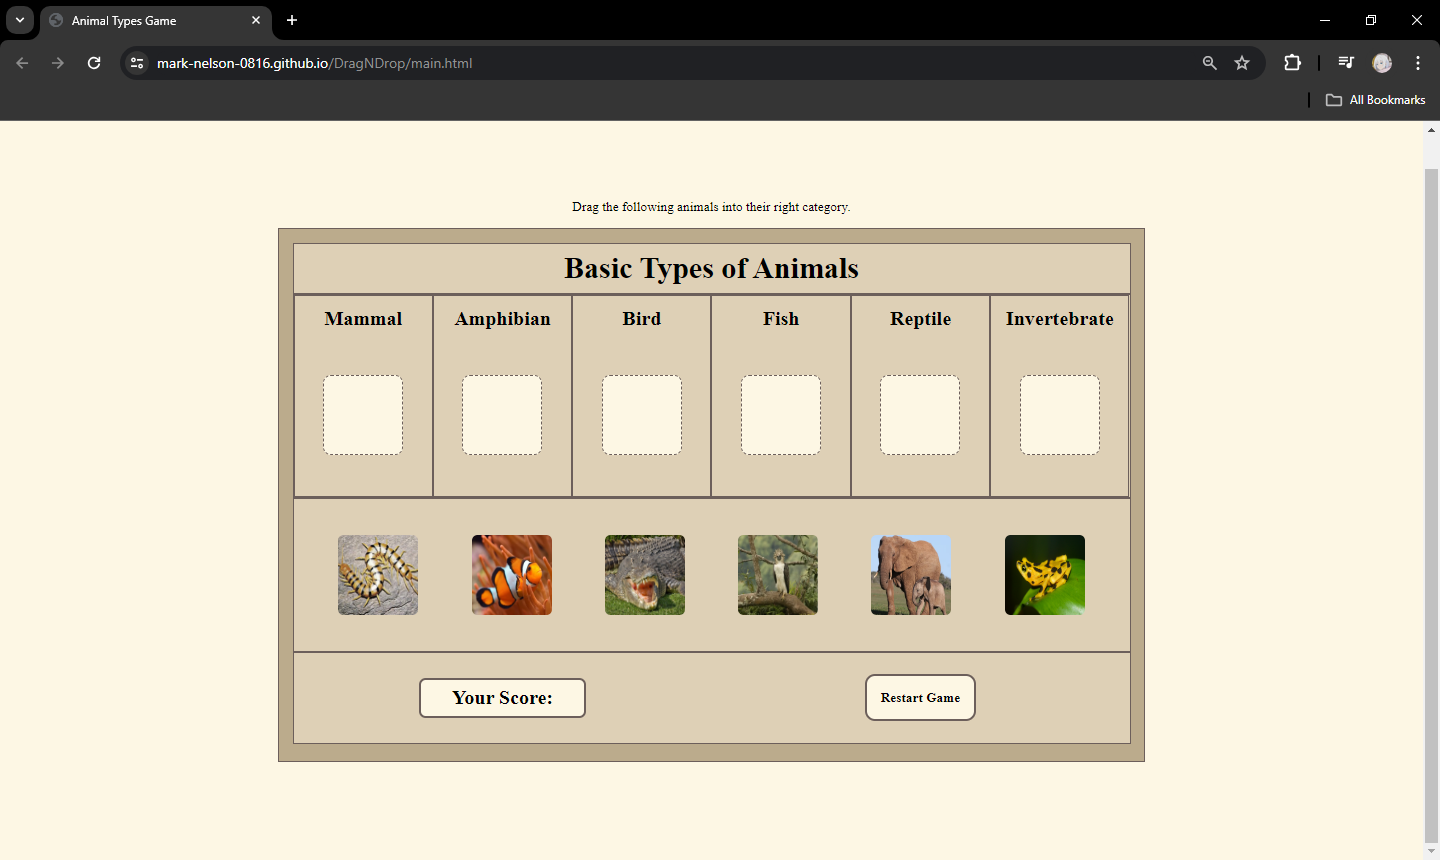 Animal Types Game
mark-nelson-0816.github.io/DragNDrop/main.html
All Bookmarks
Drag the following animals into their right category.
Basic Types of Animals
Mammal Amphibian Bird Fish Reptile Invertebrate
Your Score: Restart Game